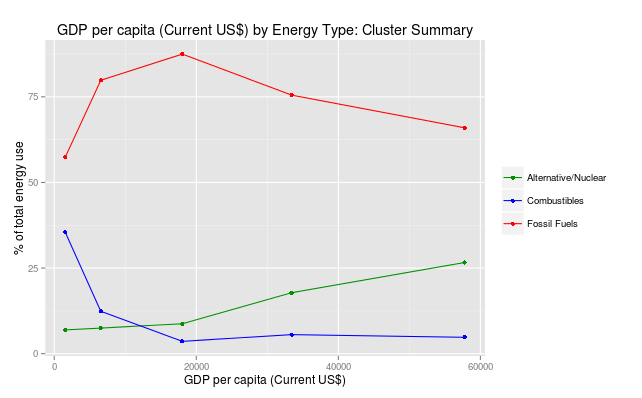 GDP per capita (Current US$) by Energy Type: Cluster Summary
% of total energy use
75
50
25
0
0
20000
40000
60000
GDP per capita (Current US$)
Alternative/Nuclear
Combustibles
Fossil Fuels